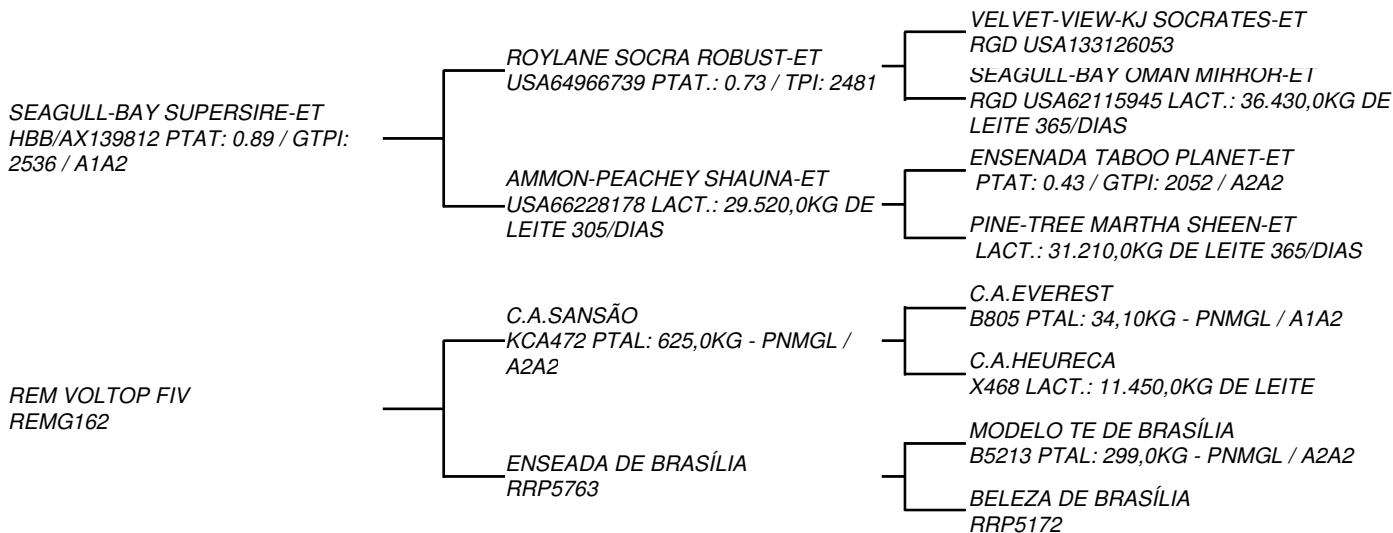 SEAGULL-BAY SUPERSIRE-ET
HBB/AX139812 PTAT: 0.89 / GTPI:
2536 / A1A2
ROYLANE SOCRA ROBUST-ET
USA64966739 PTAT.: 0.73 / TPI: 2481
VELVET-VIEW-KJ SOCRATES-ET
RGD USA133126053
SEAGULL-BAY OMAN MIRROR-ET
RGD USA62115945 LACT.: 36.430,0KG DE
LEITE 365/DIAS
AMMON-PEACHEY SHAUNA-ET
USA66228178 LACT.: 29.520,0KG DE
LEITE 305/DIAS
ENSENADA TABOO PLANET-ET
PTAT: 0.43 / GTPI: 2052 / A2A2
PINE-TREE MARTHA SHEEN-ET
LACT.: 31.210,0KG DE LEITE 365/DIAS
REM VOLTOP FIV
REMG162
C.A.SANSÃO
KCA472 PTAL: 625,0KG - PNMGL /
A2A2
C.A.EVEREST
B805 PTAL: 34,10KG - PNMGL / A1A2
C.A.HEURECA
X468 LACT.: 11.450,0KG DE LEITE
ENSEADA DE BRASÍLIA
RRP5763
MODELO TE DE BRASÍLIA
B5213 PTAL: 299,0KG - PNMGL / A2A2
BELEZA DE BRASÍLIA
RRP5172